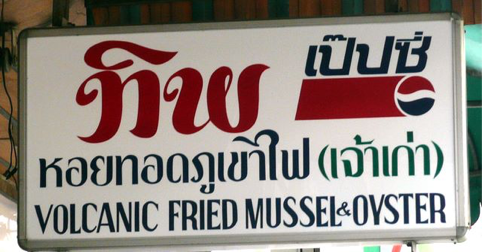 ทิพ
เป๊ปซี่
หอยทอดภูเขาไฟ (เจ้าเก่า)
VOLCANIC FRIED MUSSEL & OYSTER